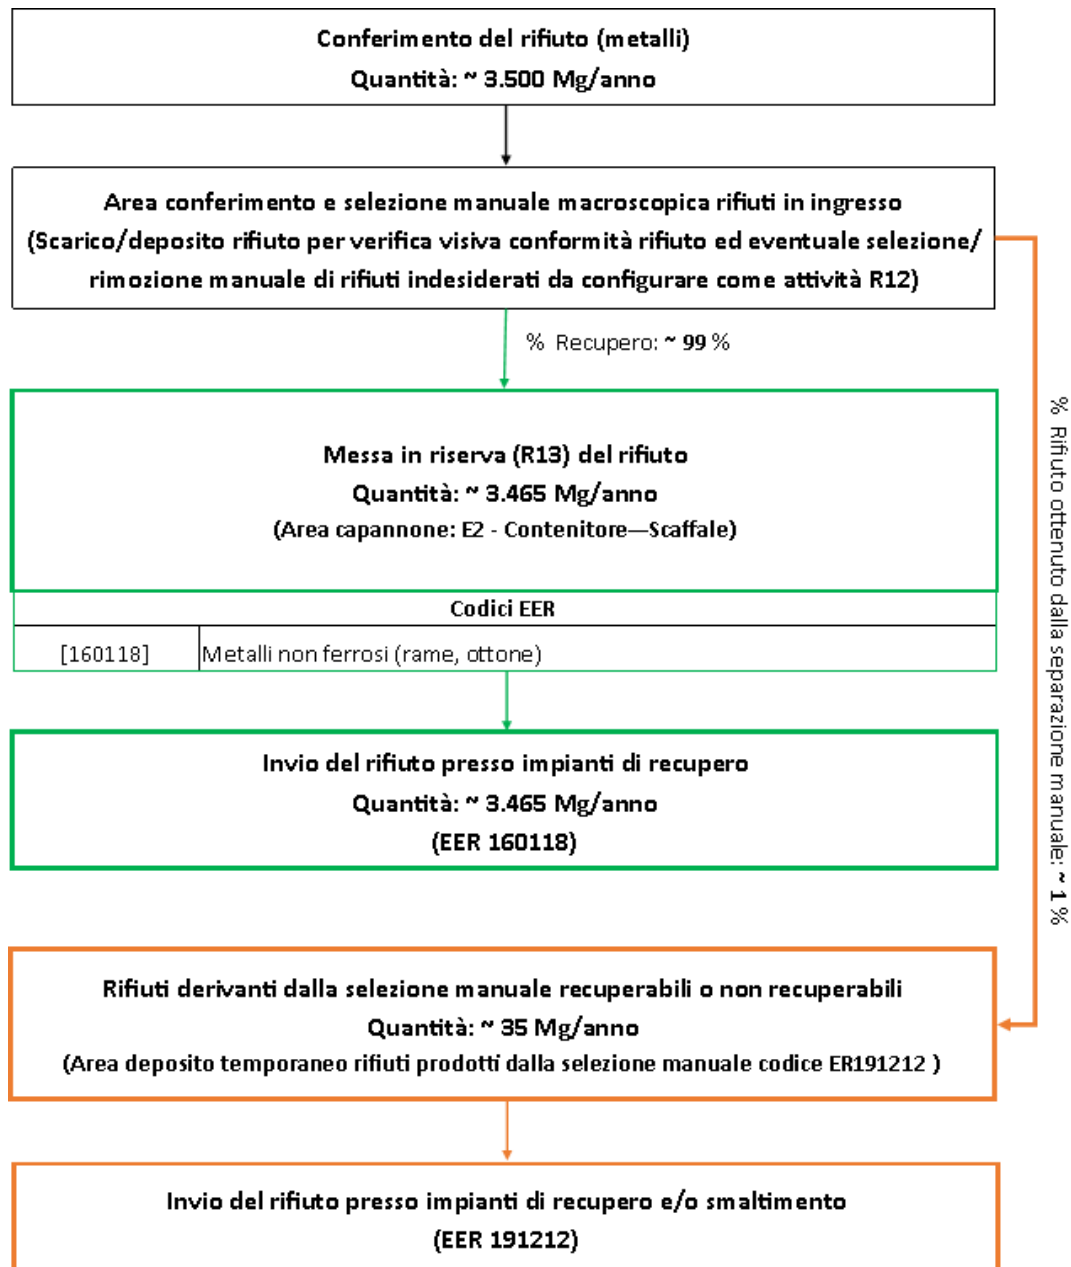 Conferimento del rifiuto (metalli)
Quantità: ~ 3.500 Mg/anno
Area conferimento e selezione manuale macroscopica rifiuti in ingresso
(Scarico/deposito rifiuto per verifica visiva conformità rifiuto ed eventuale selezione/
rimozione manuale di rifiuti indesiderati da configurare come attività R12)
% Recupero: ~ 99 %
% Rifiuto ottenuto dalla separazione manuale: ~ 1 %
Messa in riserva (R13) del rifiuto
Quantità: ~ 3.465 Mg/anno
(Area capannone: E2 - Contenitore—Scaffale)
Codici EER
[160118] Metalli non ferrosi (rame, ottone)
Invio del rifiuto presso impianti di recupero
Quantità: ~ 3.465 Mg/anno
(EER 160118)
Rifiuti derivanti dalla selezione manuale recuperabili o non recuperabili
Quantità: ~ 35 Mg/anno
(Area deposito temporaneo rifiuti prodotti dalla selezione manuale codice ER191212 )
Invio del rifiuto presso impianti di recupero e/o smaltimento
(EER 191212)